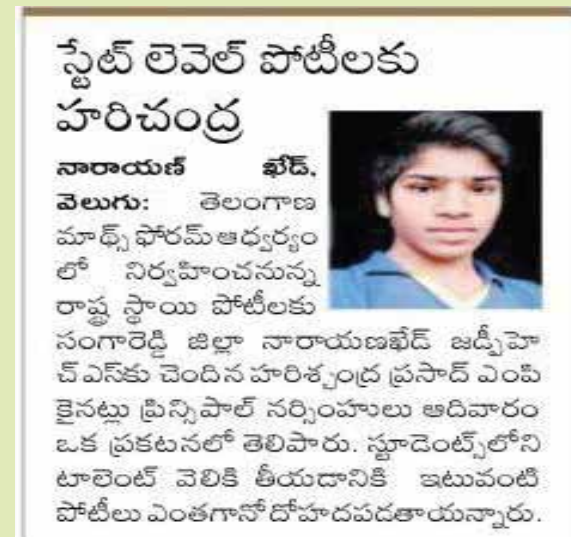 స్టేట్ లెవెల్ పోటీలకు
హరిచంద్ర
నారాయణ్ ఖేడ్,
వెలుగు: తెలంగాణ
మాథ్స్ ఫోరమ్ ఆధ్వర్యం
లో నిర్వహించనున్న
రాష్ట్ర స్థాయి పోటీలకు
సంగారెడ్డి జిల్లా నారాయణఖేడ్ జడ్పీహె
చ్ఎస్‌కు చెందిన హరిశ్చంద్ర ప్రసాద్ ఎంపి
కైనట్లు ప్రిన్సిపాల్ నర్సింహులు ఆదివారం
ఒక ప్రకటనలో తెలిపారు. స్టూడెంట్స్‌లోని
టాలెంట్ వెలికి తీయడానికి ఇటువంటి
పోటీలు ఎంతగానో దోహదపడతాయన్నారు.